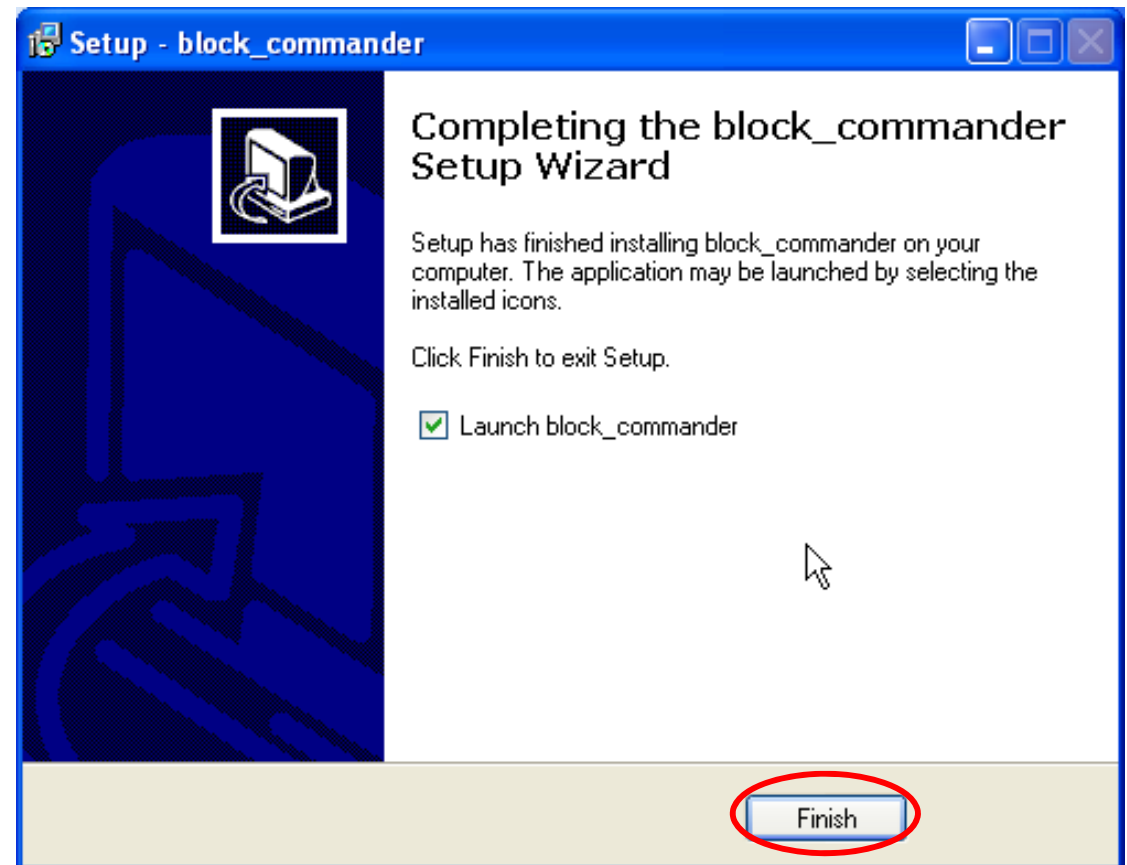 Setup - block_commander
Completing the block_commander
Setup Wizard
Setup has finished installing block_commander on your
computer. The application may be launched by selecting the
installed icons.
Click Finish to exit Setup.
Launch block_commander
Finish